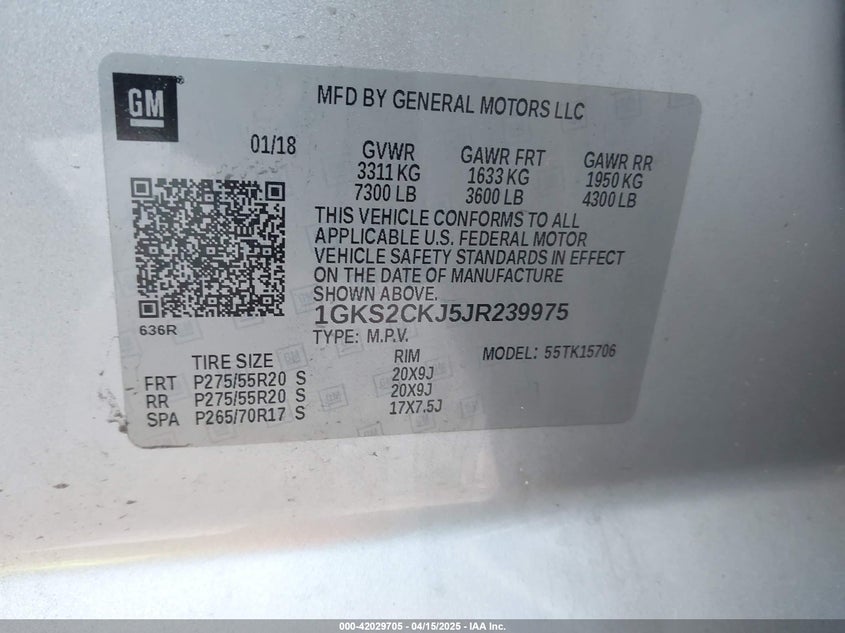 GM
MFD BY GENERAL MOTORS LLC
01/18
GVWR GAWR FRT GAWR RR
3311 KG 1633 KG 1950 KG
7300 LB 3600 LB 4300 LB
THIS VEHICLE CONFORMS TO ALL
APPLICABLE U.S. FEDERAL MOTOR
VEHICLE SAFETY STANDARDS IN EFFECT
ON THE DATE OF MANUFACTURE
SHOWN ABOVE.
1GKS2CKJ5JR239975
636R
TYPE: M.P.V.
MODEL: 55TK15706
TIRE SIZE RIM
FRT P275/55R20 S 20X9J
RR P275/55R20 S 20X9J
SPA P265/70R17 S 17X7.5J
000-42029705 - 04/15/2025 - IAA Inc.